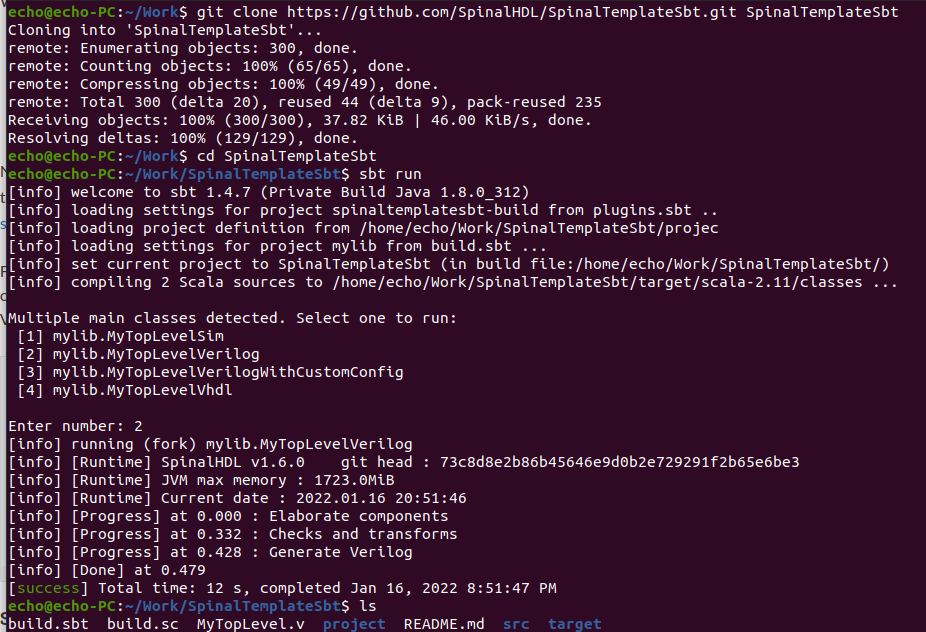 echo@echo-PC:~/Work$ git clone https://github.com/SpinalHDL/SpinalTemplateSbt.git SpinalTemplateSbt
Cloning into 'SpinalTemplateSbt'...
remote: Enumerating objects: 300, done.
remote: Counting objects: 100% (65/65), done.
remote: Compressing objects: 100% (49/49), done.
remote: Total 300 (delta 20), reused 44 (delta 9), pack-reused 235
Receiving objects: 100% (300/300), 37.82 KiB | 46.00 KiB/s, done.
Resolving deltas: 100% (129/129), done.
echo@echo-PC:~/Work$ cd SpinalTemplateSbt
echo@echo-PC:~/Work/SpinalTemplateSbt$ sbt run
[info] welcome to sbt 1.4.7 (Private Build Java 1.8.0_312)
[info] loading settings for project spinaltemplatesbt-build from plugins.sbt ..
[info] loading project definition from /home/echo/Work/SpinalTemplateSbt/projec
[info] loading settings for project mylib from build.sbt ...
[info] set current project to SpinalTemplateSbt (in build file:/home/echo/Work/SpinalTemplateSbt/)
[info] compiling 2 Scala sources to /home/echo/Work/SpinalTemplateSbt/target/scala-2.11/classes ...
Multiple main classes detected. Select one to run:
[1] mylib.MyTopLevelSim
[2] mylib.MyTopLevelVerilog
[3] mylib.MyTopLevelVerilogWithCustomConfig
[4] mylib.MyTopLevelVhdl
Enter number: 2
[info] running (fork) mylib.MyTopLevelVerilog
[info] [Runtime] SpinalHDL v1.6.0    git head : 73c8d8e2b86b45646e9d0b2e729291f2b65e6be3
[info] [Runtime] JVM max memory : 1723.0MiB
[info] [Runtime] Current date : 2022.01.16 20:51:46
[info] [Progress] at 0.000 : Elaborate components
[info] [Progress] at 0.332 : Checks and transforms
[info] [Progress] at 0.428 : Generate Verilog
[info] [Done] at 0.479
[success] Total time: 12 s, completed Jan 16, 2022 8:51:47 PM
echo@echo-PC:~/Work/SpinalTemplateSbt$ ls
build.sbt  build.sc  MyTopLevel.v  project  README.md  src  target